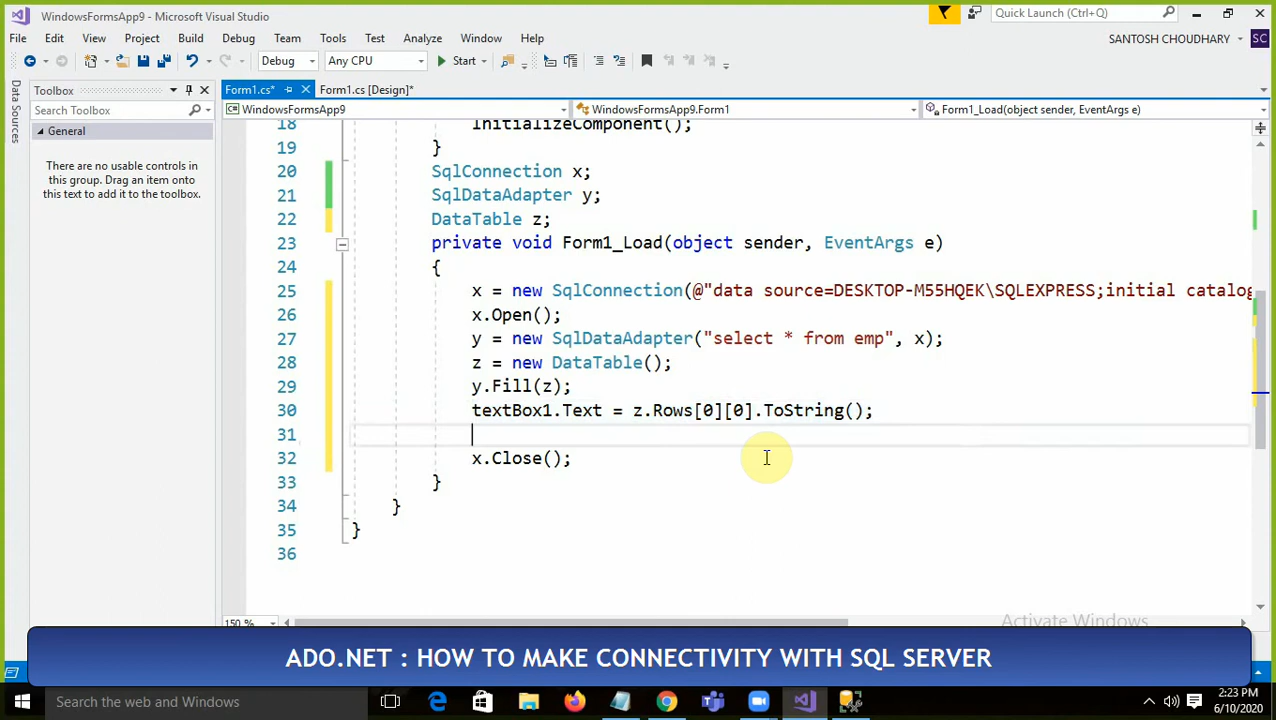 WindowsFormsApp9 - Microsoft Visual Studio
Quick Launch (Ctrl+Q)
File Edit View Project Build Debug Team Tools Test Analyze Window Help
SANTOSH CHOUDHARY
SC
Debug Any CPU Start
Data Sources
Toolbox
Search Toolbox
General
There are no usable controls in
this group. Drag an item onto
this text to add it to the toolbox.
Form1.cs* Form1.cs [Design]*
WindowsFormsApp9 WindowsFormsApp9.Form1 Form1_Load(object sender, EventArgs e)
18 InitializeComponent();
19 }
20 SqlConnection x;
21 SqlDataAdapter y;
22 DataTable z;
23 private void Form1_Load(object sender, EventArgs e)
24 {
25 x = new SqlConnection(@"data source=DESKTOP-M55HQEK\SQLEXPRESS;initial catalog
26 x.Open();
27 y = new SqlDataAdapter("select * from emp", x);
28 z = new DataTable();
29 y.Fill(z);
30 textBox1.Text = z.Rows[0][0].ToString();
31
32 x.Close();
33 }
34 }
35 }
36
150 %
Activate Windows
ADO.NET : HOW TO MAKE CONNECTIVITY WITH SQL SERVER
Search the web and Windows
2:23 PM
6/10/2020